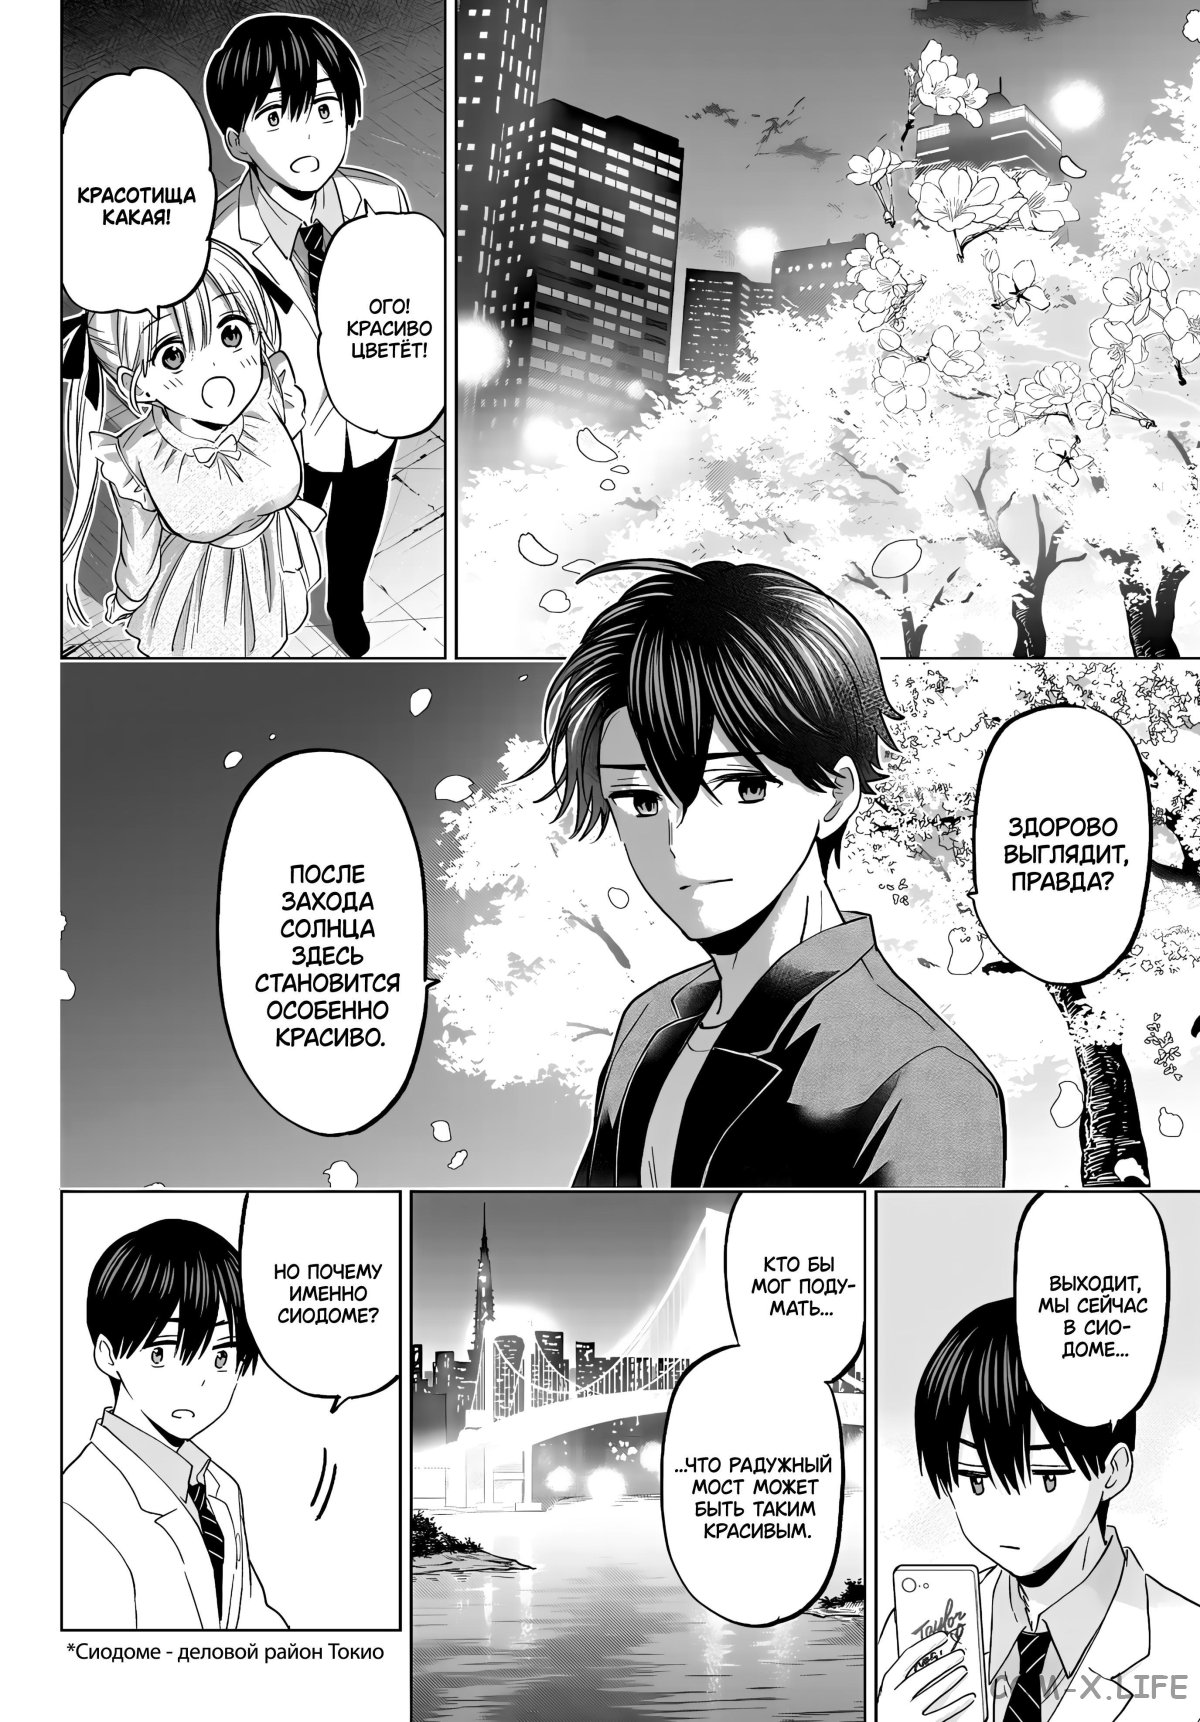 ОГО!
КРАСИВО
ЦВЕТЁТ!
КРАСОТИЩА
КАКАЯ!
ЗДОРОВО
ВЫГЛЯДИТ,
ПРАВДА?
ПОСЛЕ
ЗАХОДА
СОЛНЦА
ЗДЕСЬ
СТАНОВИТСЯ
ОСОБЕННО
КРАСИВО.
ВЫХОДИТ,
МЫ СЕЙЧАС
В СИО-
ДОМЕ...
КТО БЫ
МОГ ПОДУ-
МАТЬ...
...ЧТО РАДУЖНЫЙ
МОСТ МОЖЕТ
БЫТЬ ТАКИМ
КРАСИВЫМ.
НО ПОЧЕМУ
ИМЕННО
СИОДОМЕ?
*Сиодоме - деловой район Токио
COM-X.LIFE